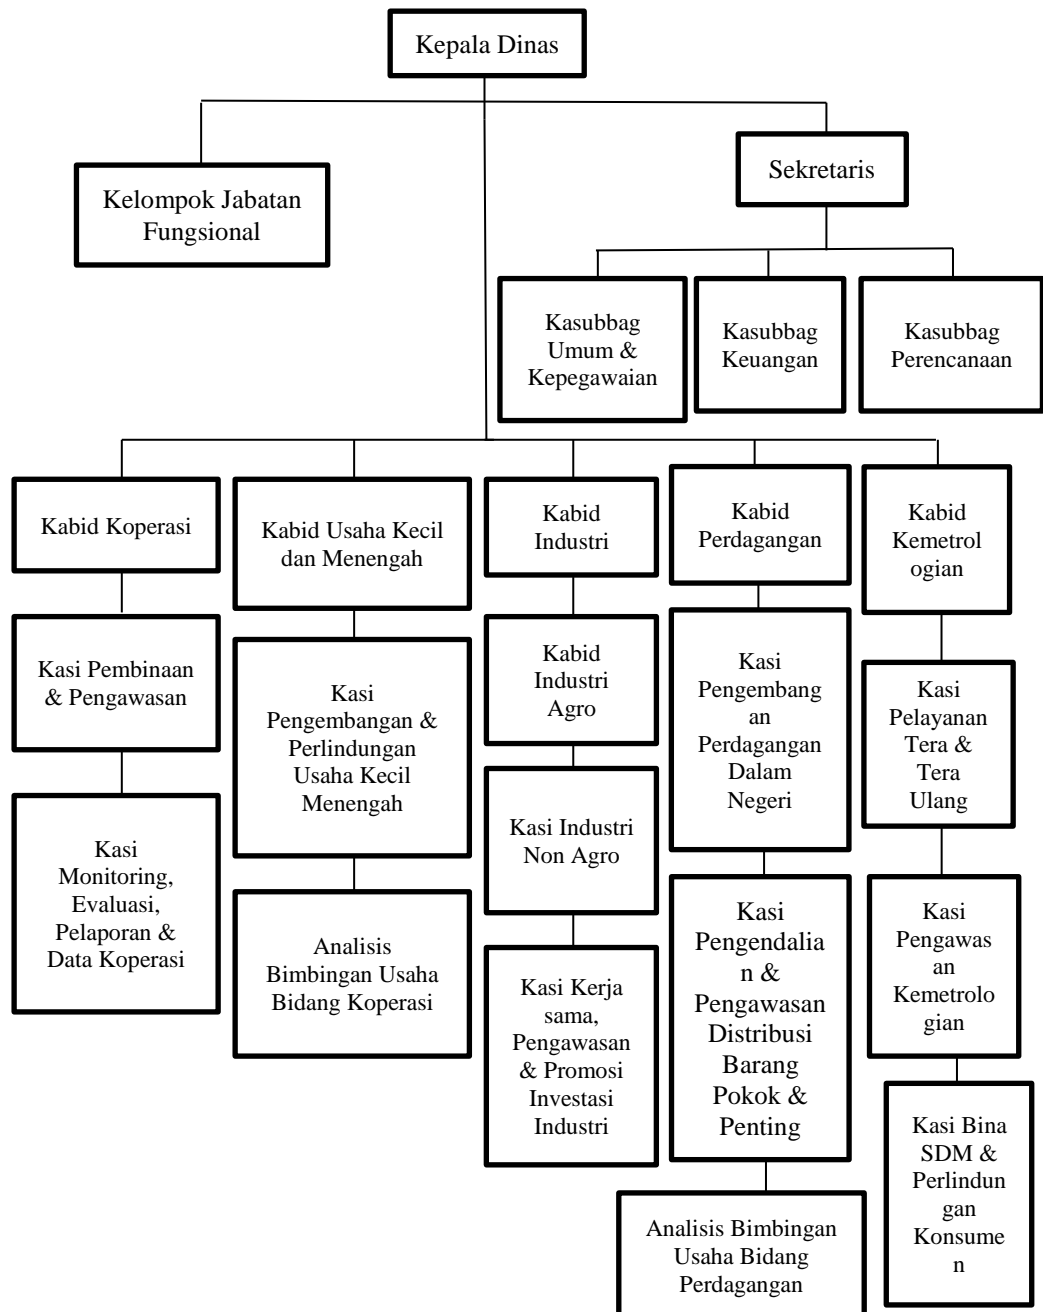 Kepala Dinas
Kelompok Jabatan
Fungsional
Sekretaris
Kasubbag
Umum &
Kepegawaian
Kasubbag
Keuangan
Kasubbag
Perencanaan
Kabid Koperasi
Kabid Usaha Kecil
dan Menengah
Kabid
Industri
Kabid
Perdagangan
Kabid
Kemetrol
ogian
Kasi Pembinaan
& Pengawasan
Kasi
Pengembangan &
Perlindungan
Usaha Kecil
Menengah
Kabid
Industri
Agro
Kasi
Pengembang
an
Perdagangan
Dalam
Negeri
Kasi
Pelayanan
Tera &
Tera
Ulang
Kasi
Monitoring,
Evaluasi,
Pelaporan &
Data Koperasi
Analisis
Bimbingan Usaha
Bidang Koperasi
Kasi Industri
Non Agro
Kasi
Pengendalia
n &
Pengawasan
Distribusi
Barang
Pokok &
Penting
Kasi
Pengawas
an
Kemetrolo
gian
Kasi Kerja
sama,
Pengawasan
& Promosi
Investasi
Industri
Kasi Bina
SDM &
Perlindun
gan
Konsume
n
Analisis Bimbingan
Usaha Bidang
Perdagangan